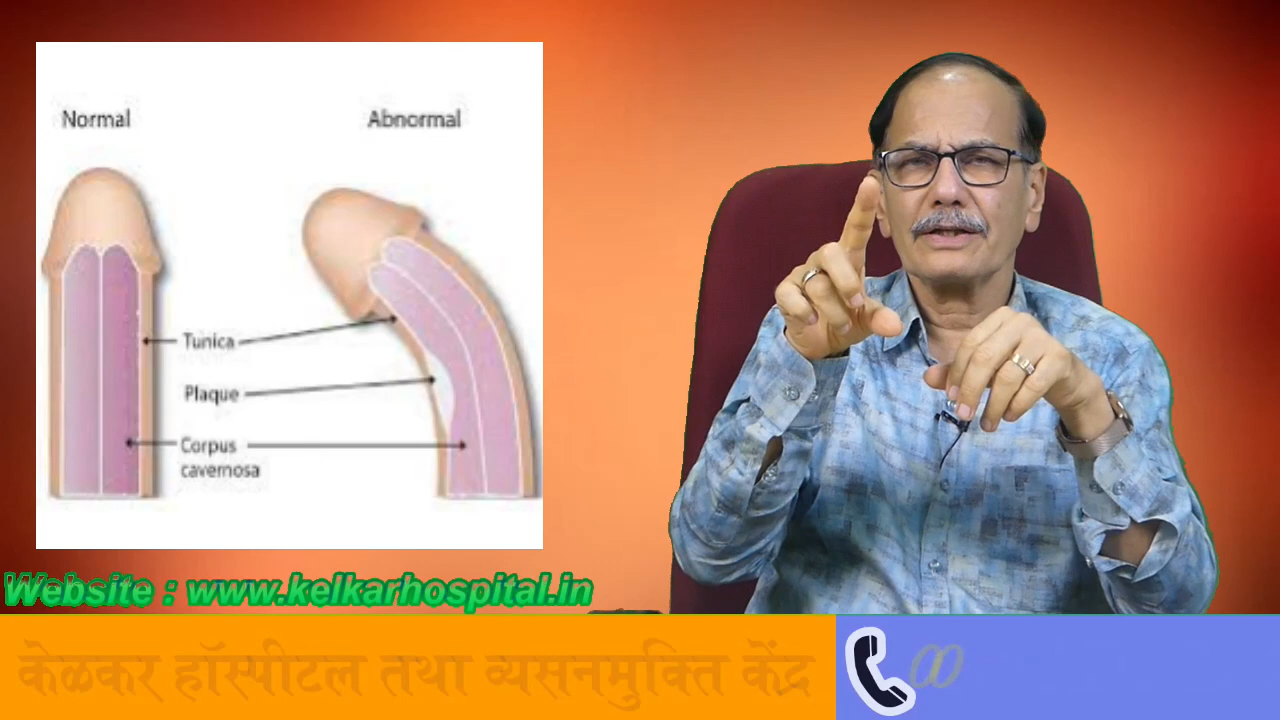 Normal
Abnormal
Tunica
Plaque
Corpus
cavernosa
Website : www.kelkarhospital.in
केळकर हॉस्पीटल तथा व्यसनमुक्ति केंद्र